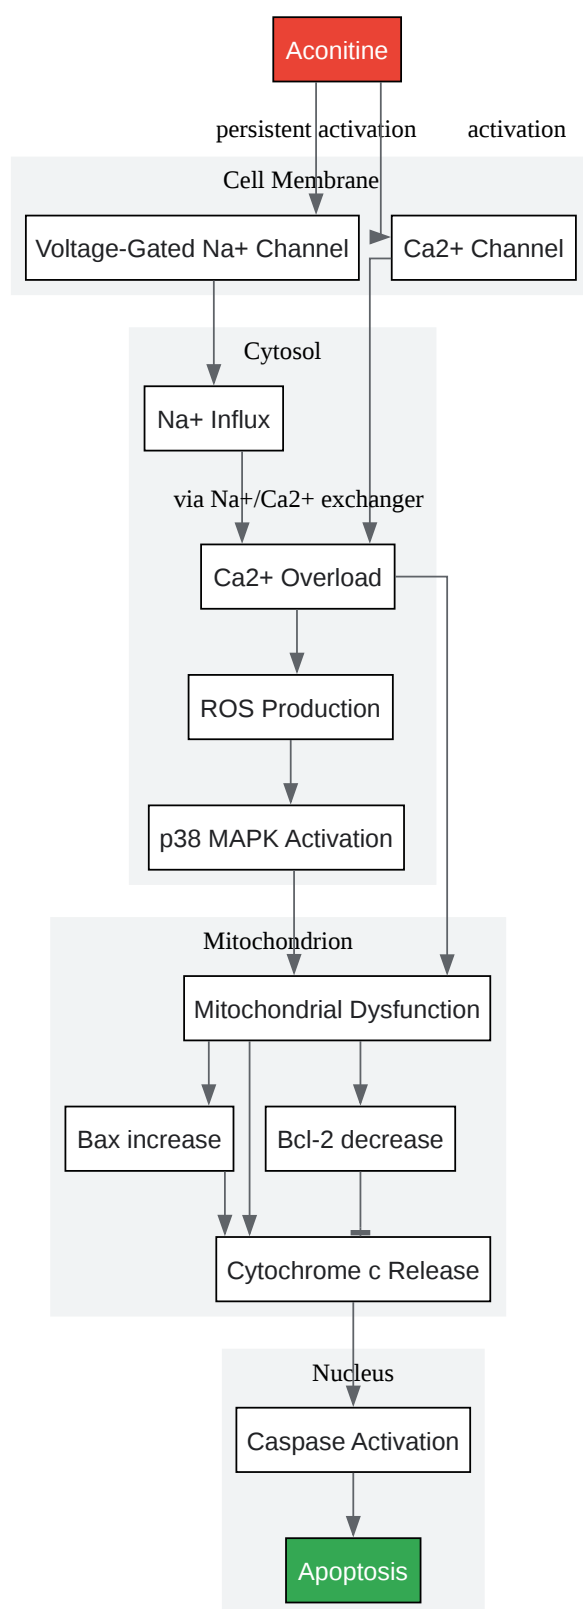 Aconitine
persistent activation
activation
Cell Membrane
Voltage-Gated Na+ Channel
Ca2+ Channel
Cytosol
Na+ Influx
via Na+/Ca2+ exchanger
Ca2+ Overload
ROS Production
p38 MAPK Activation
Mitochondrion
Mitochondrial Dysfunction
Bax increase
Bcl-2 decrease
Cytochrome c Release
Nucleus
Caspase Activation
Apoptosis